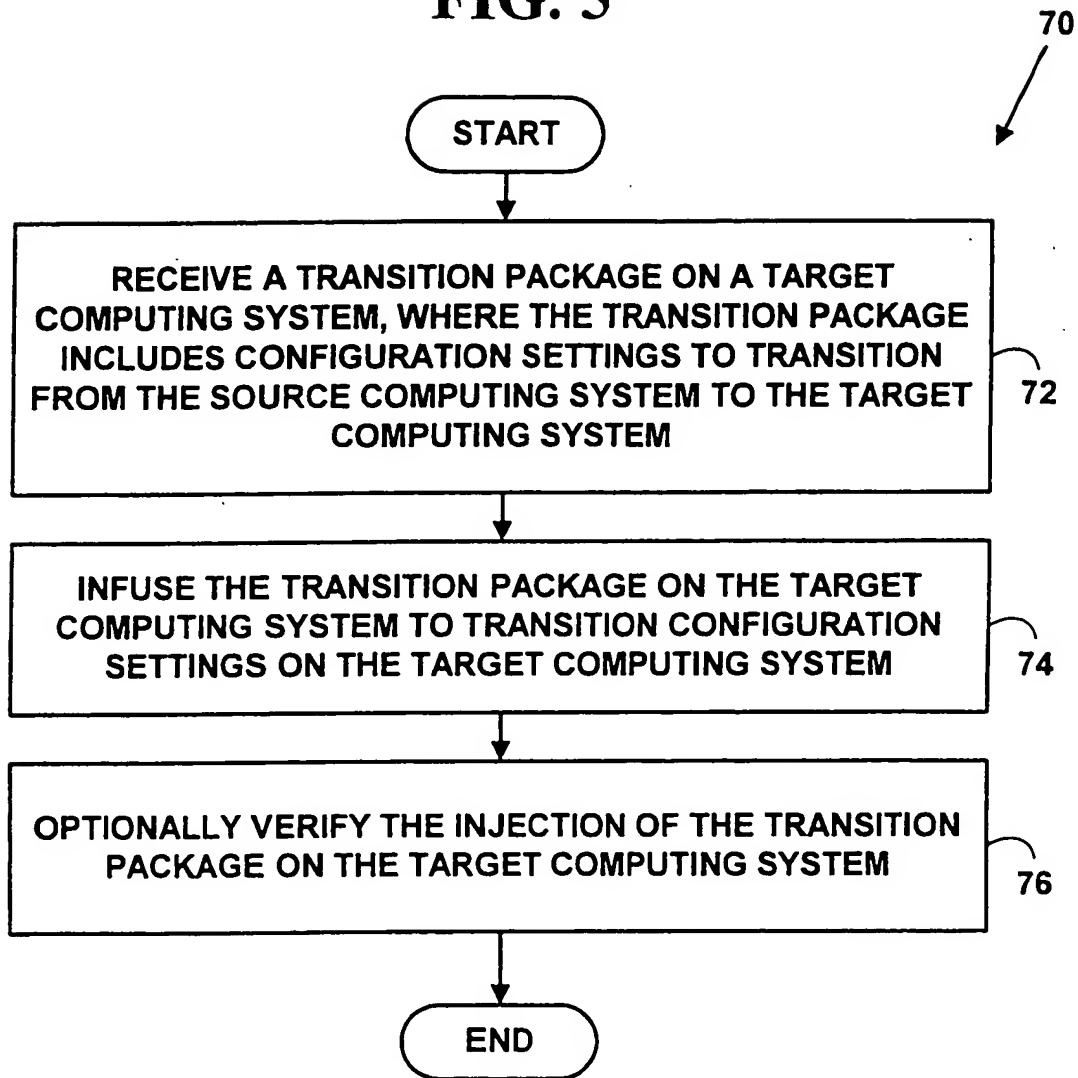 FIG.
70
START
RECEIVE A TRANSITION PACKAGE ON A TARGET
COMPUTING SYSTEM, WHERE THE TRANSITION PACKAGE
INCLUDES CONFIGURATION SETTINGS TO TRANSITION
FROM THE SOURCE COMPUTING SYSTEM TO THE TARGET
COMPUTING SYSTEM
72
INFUSE THE TRANSITION PACKAGE ON THE TARGET
COMPUTING SYSTEM TO TRANSITION CONFIGURATION
SETTINGS ON THE TARGET COMPUTING SYSTEM
74
OPTIONALLY VERIFY THE INJECTION OF THE TRANSITION
PACKAGE ON THE TARGET COMPUTING SYSTEM
76
END